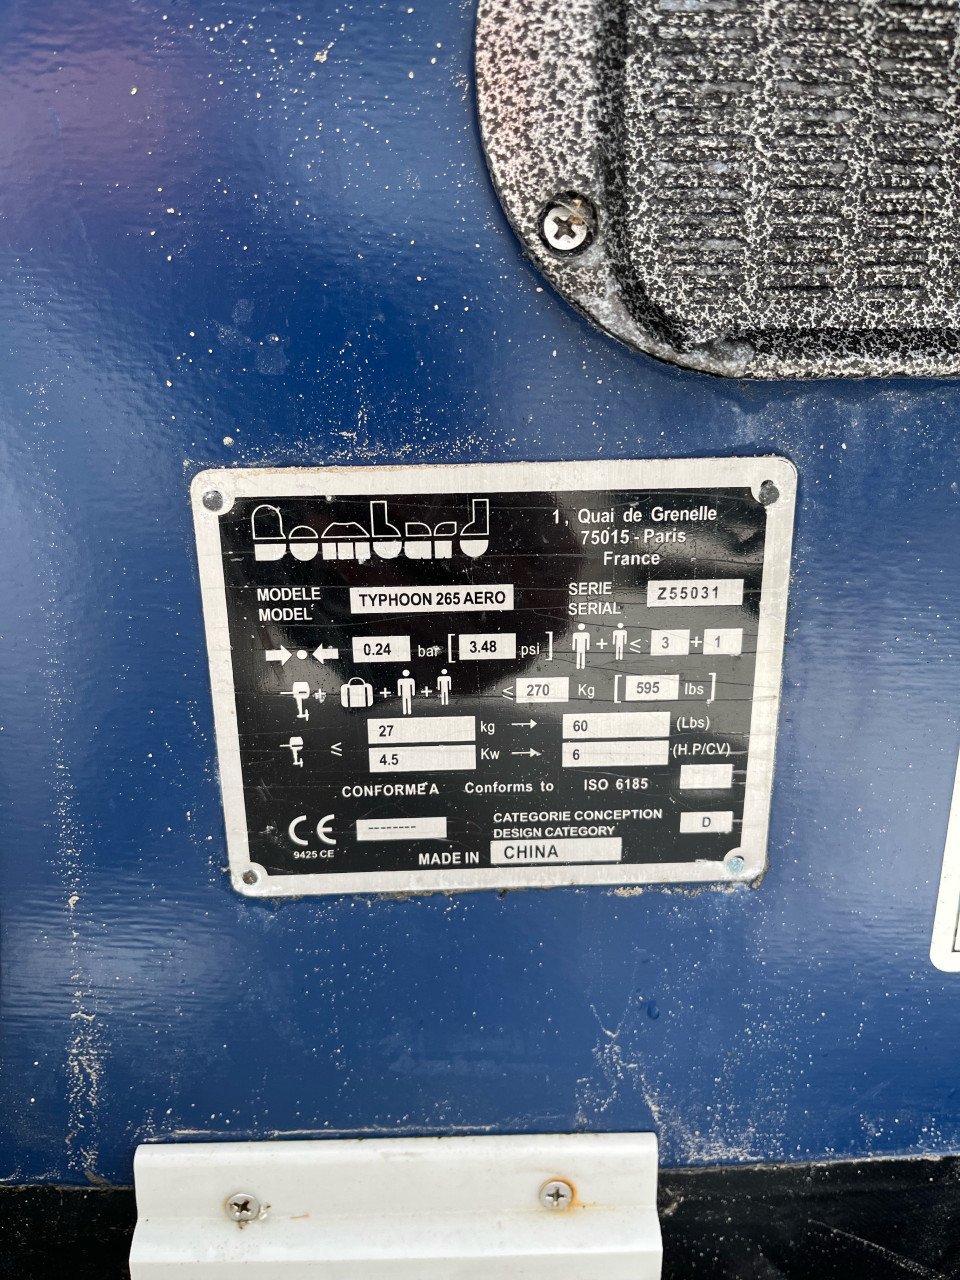 Bombard
1, Quai de Grenelle
75015 - Paris
France
MODELE
MODEL
TYPHOON 265 AERO
SERIE
SERIAL
Z55031
0.24 bar [ 3.48 psi ]
+ ≤ 3 + 1
+ + + ≤ 270 Kg [ 595 lbs ]
≤ 27 kg → 60 (Lbs)
4.5 Kw → 6 (H.P/CV)
CONFORME A Conforms to ISO 6185
CE
9425 CE
--------
CATEGORIE CONCEPTION
DESIGN CATEGORY
D
MADE IN CHINA